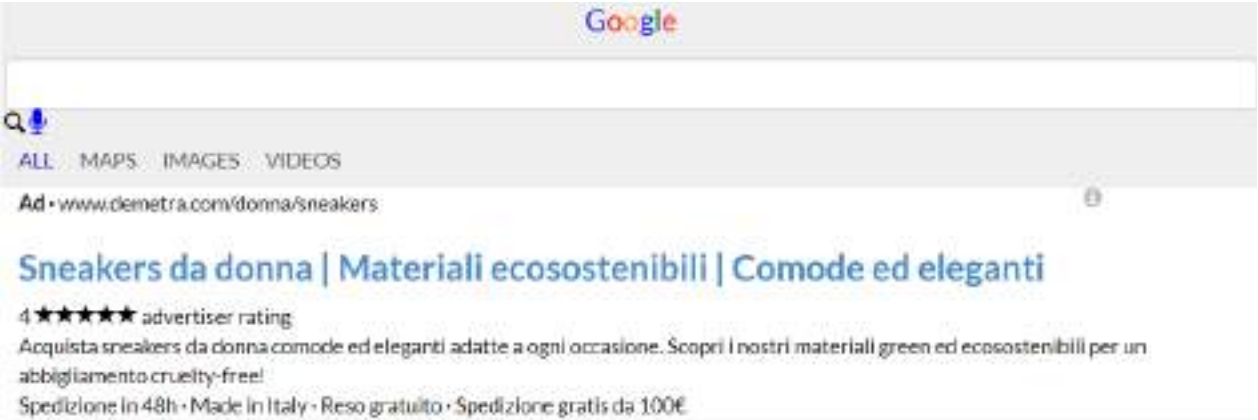 Google
ALL MAPS IMAGES VIDEOS
Ad · www.demetra.com/donna/sneakers
Sneakers da donna | Materiali ecosostenibili | Comode ed eleganti
4 ★★★★★ advertiser rating
Acquista sneakers da donna comode ed eleganti adatte a ogni occasione. Scopri i nostri materiali green ed ecosostenibili per un
abbigliamento cruelty-free!
Spedizione in 48h · Made in Italy · Reso gratuito · Spedizione gratis da 100€